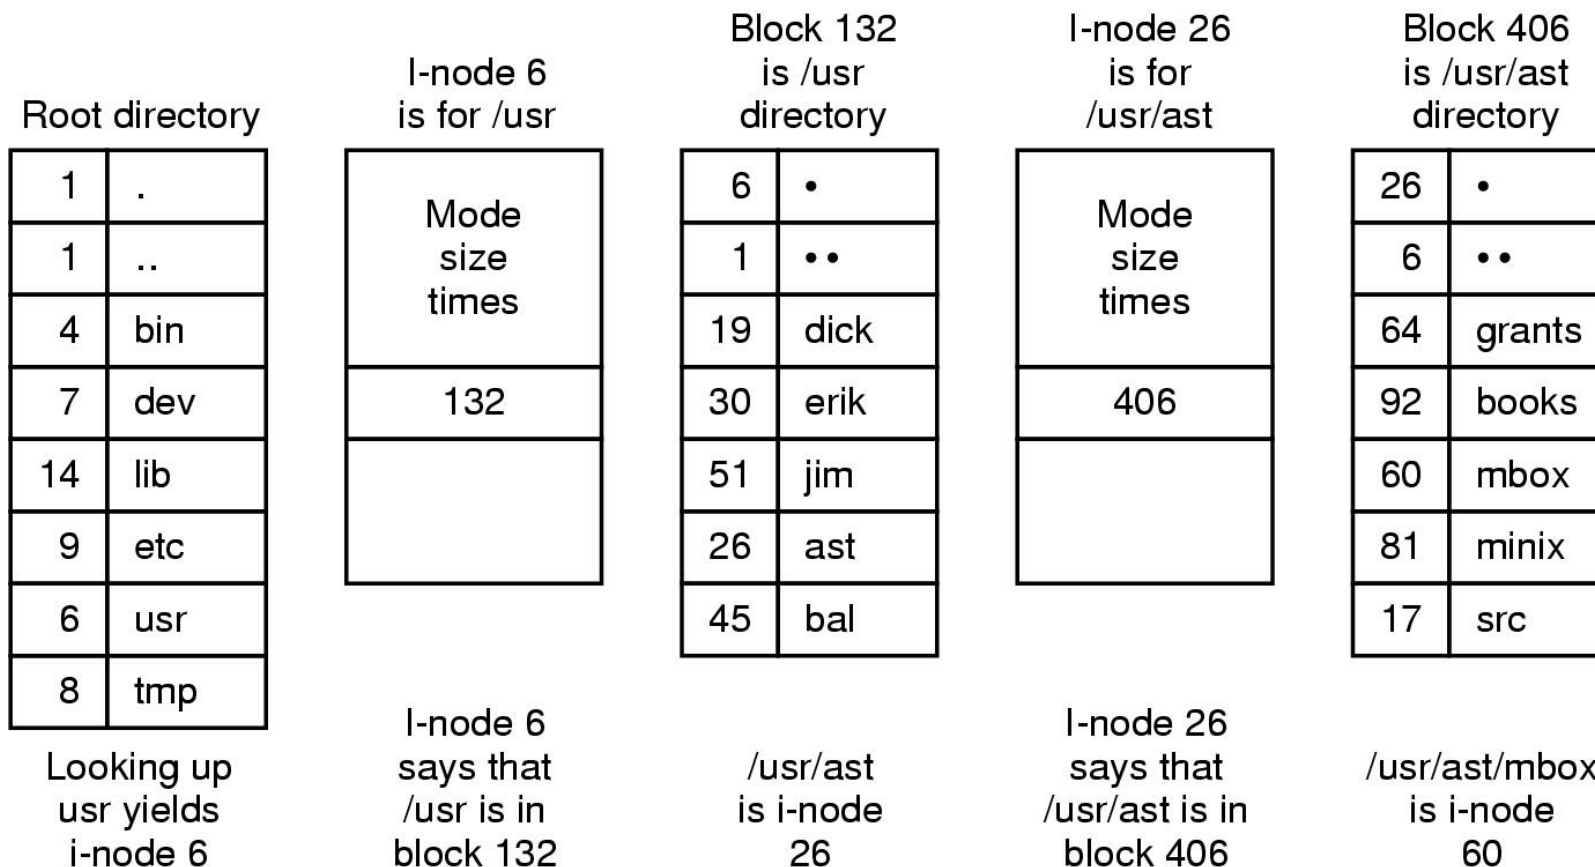 Root directory
1 .
1 ..
4 bin
7 dev
14 lib
9 etc
6 usr
8 tmp
Looking up
usr yields
i-node 6
I-node 6
is for /usr
Mode
size
times
132
I-node 6
says that
/usr is in
block 132
Block 132
is /usr
directory
6 •
1 ••
19 dick
30 erik
51 jim
26 ast
45 bal
/usr/ast
is i-node
26
I-node 26
is for
/usr/ast
Mode
size
times
406
I-node 26
says that
/usr/ast is in
block 406
Block 406
is /usr/ast
directory
26 •
6 ••
64 grants
92 books
60 mbox
81 minix
17 src
/usr/ast/mbox
is i-node
60